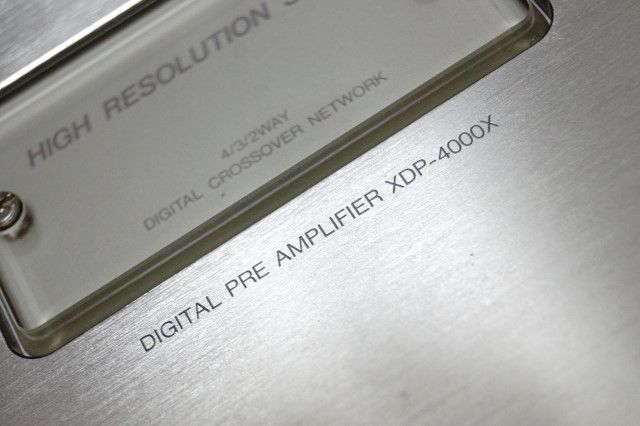 HIGH RESOLUTION
4/3/2WAY
DIGITAL CROSSOVER NETWORK
DIGITAL PRE AMPLIFIER XDP-4000X